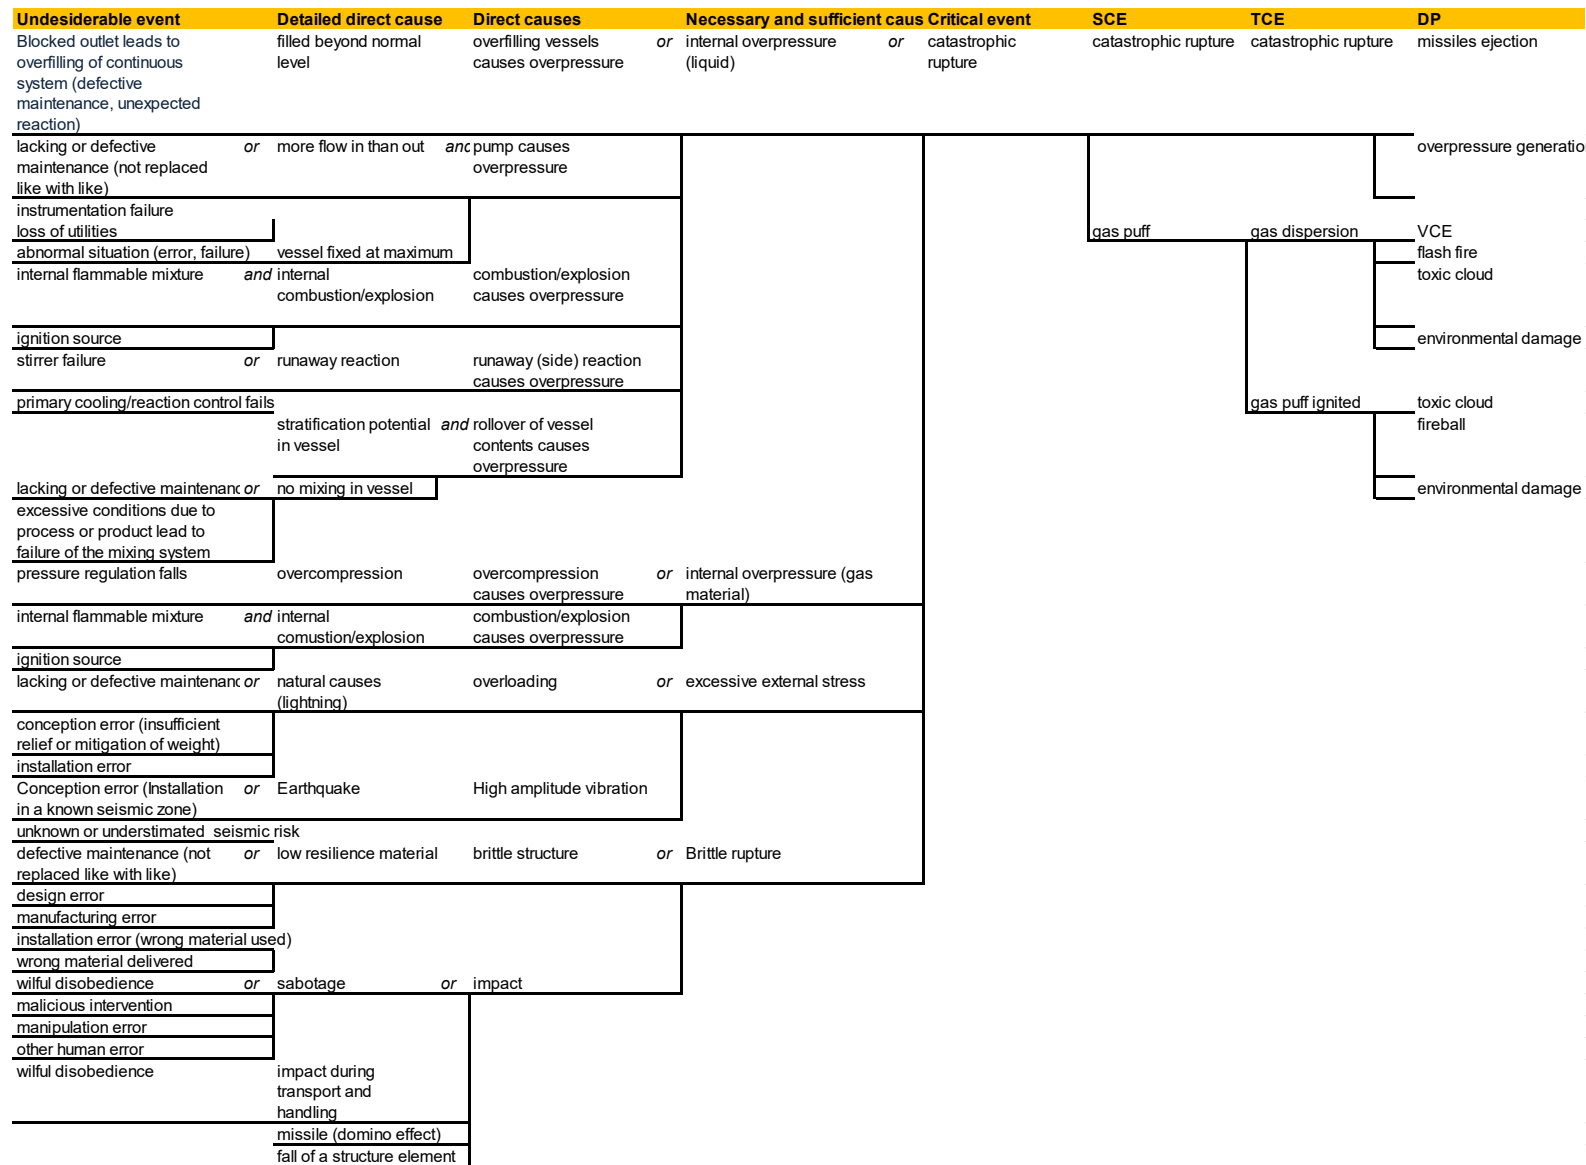 Undesiderable event Detailed direct cause Direct causes Necessary and sufficient caus Critical event SCE TCE DP
Blocked outlet leads to filled beyond normal overfilling vessels or internal overpressure or catastrophic catastrophic rupture catastrophic rupture missiles ejection
overfilling of continuous level causes overpressure (liquid) rupture
system (defective
maintenance, unexpected
reaction)
lacking or defective or more flow in than out and pump causes overpressure generatio
maintenance (not replaced overpressure
like with like)
instrumentation failure
loss of utilities gas puff gas dispersion VCE
abnormal situation (error, failure) vessel fixed at maximum flash fire
internal flammable mixture and internal combustion/explosion toxic cloud
combustion/explosion causes overpressure
ignition source environmental damage
stirrer failure or runaway reaction runaway (side) reaction
causes overpressure
primary cooling/reaction control fails gas puff ignited toxic cloud
stratification potential and rollover of vessel fireball
in vessel contents causes
overpressure
lacking or defective maintenanc or no mixing in vessel environmental damage
excessive conditions due to
process or product lead to
failure of the mixing system
pressure regulation falls overcompression overcompression or internal overpressure (gas
causes overpressure material)
internal flammable mixture and internal combustion/explosion
comustion/explosion causes overpressure
ignition source
lacking or defective maintenanc or natural causes overloading or excessive external stress
(lightning)
conception error (insufficient
relief or mitigation of weight)
installation error
Conception error (Installation or Earthquake High amplitude vibration
in a known seismic zone)
unknown or understimated seismic risk
defective maintenance (not or low resilience material brittle structure or Brittle rupture
replaced like with like)
design error
manufacturing error
installation error (wrong material used)
wrong material delivered
wilful disobedience or sabotage or impact
malicious intervention
manipulation error
other human error
wilful disobedience impact during
transport and
handling
missile (domino effect)
fall of a structure element